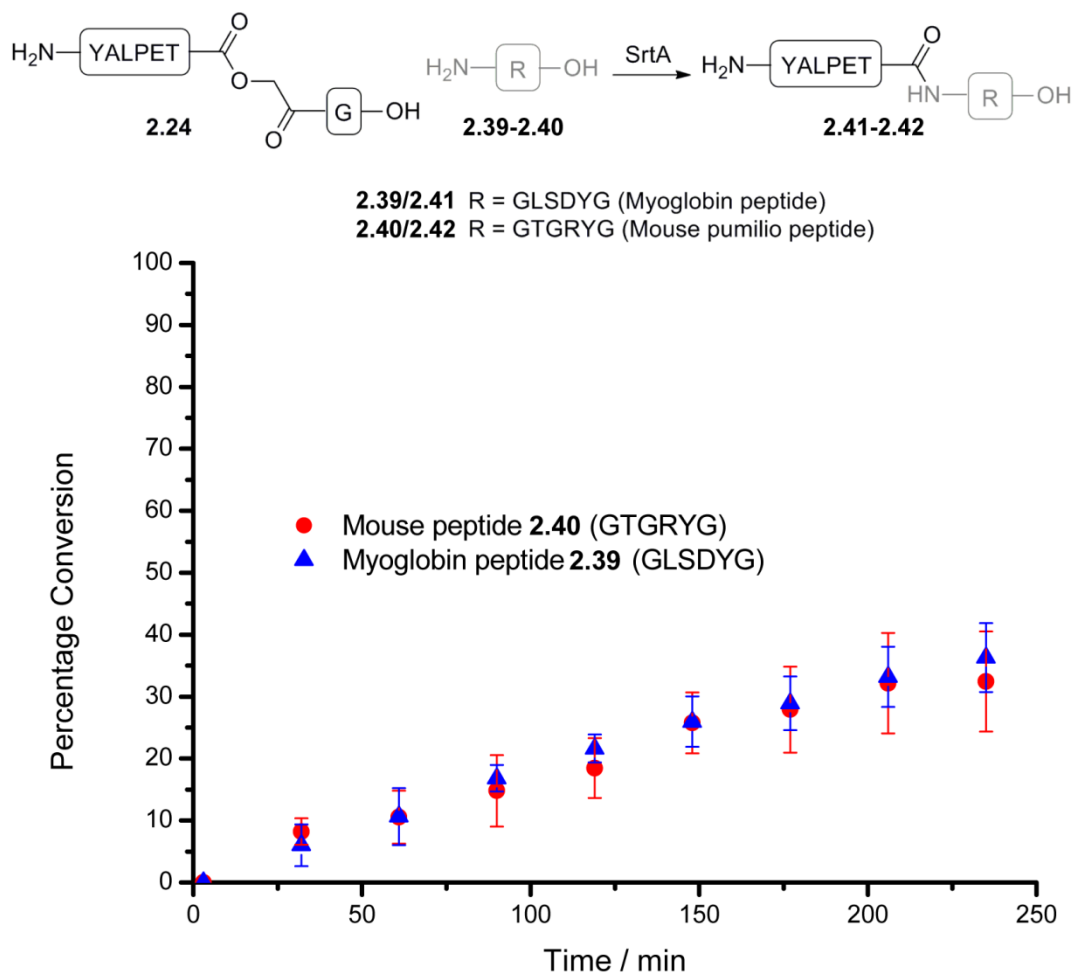 H₂N YALPET O O O G OH
H₂N R OH SrtA H₂N YALPET O HN R OH
2.24 2.39-2.40 2.41-2.42
2.39/2.41 R = GLSDYG (Myoglobin peptide)
2.40/2.42 R = GTGRYG (Mouse pumilio peptide)
100
90
80
70
60
50
40
30
20
10
0
Percentage Conversion
Mouse peptide 2.40 (GTGRYG)
Myoglobin peptide 2.39 (GLSDYG)
0 50 100 150 200 250
Time / min